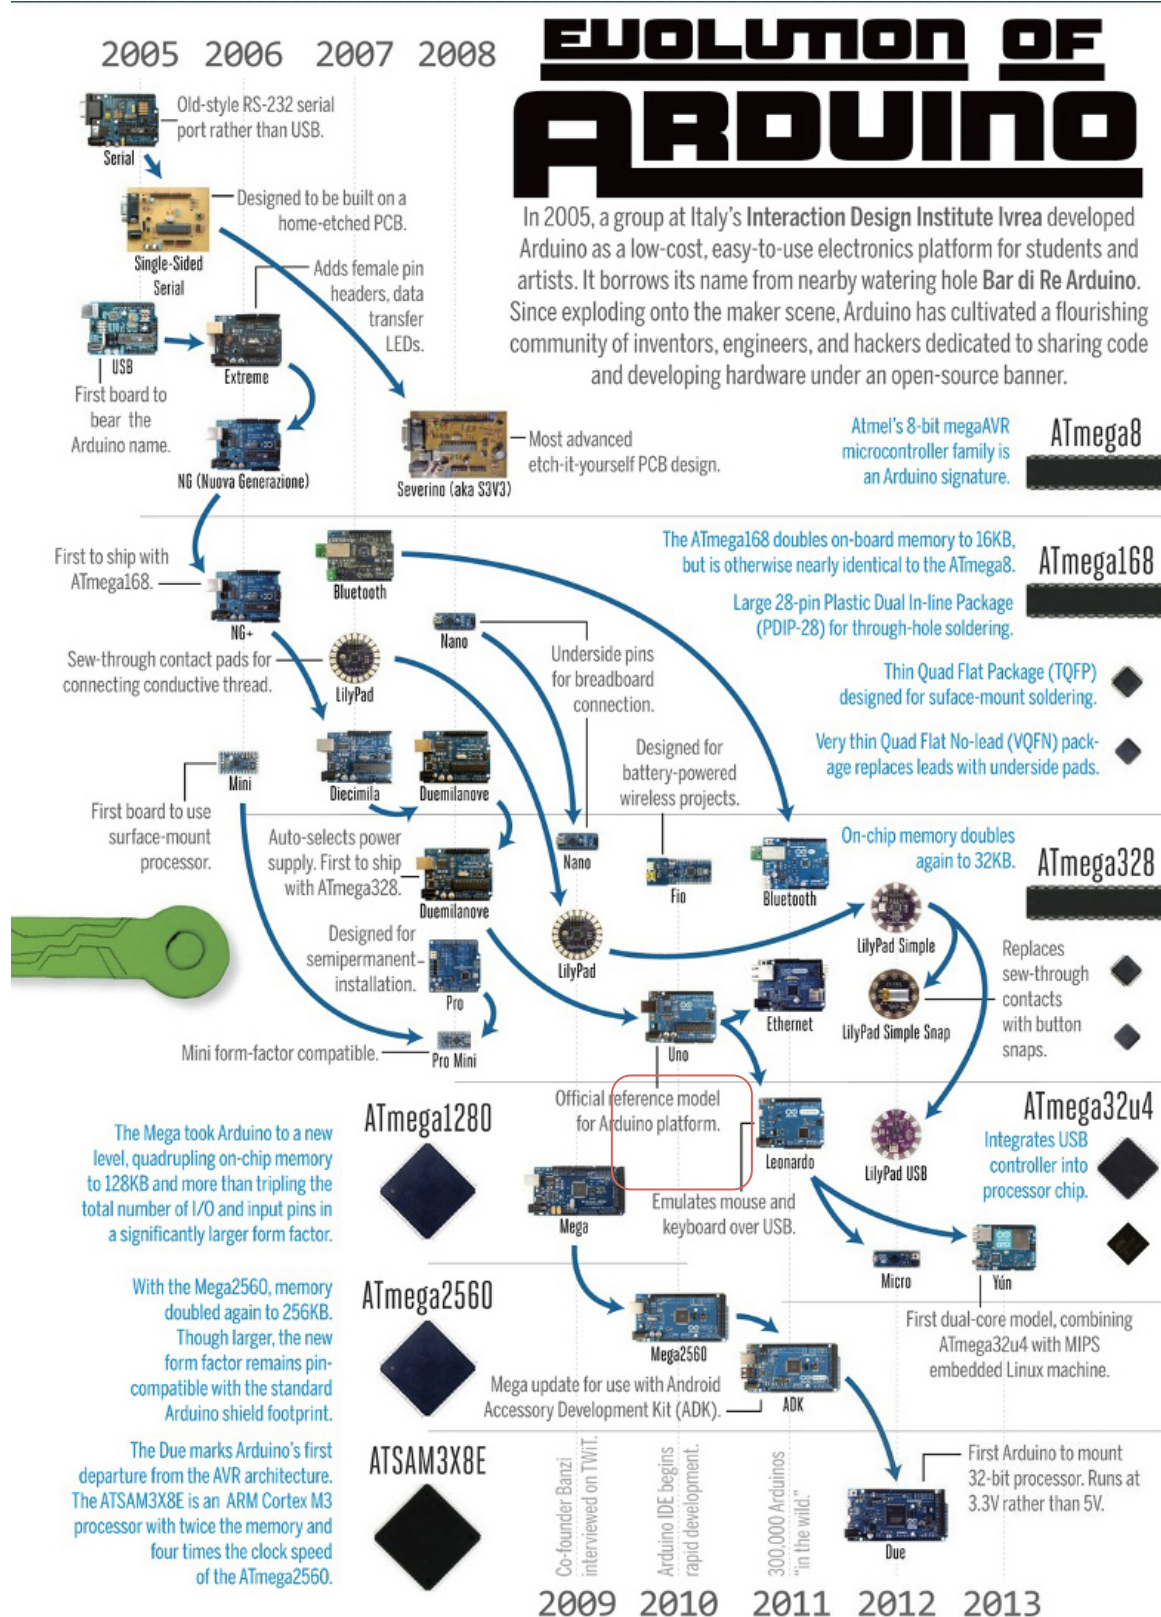 2005 2006 2007 2008
EVOLUTION OF
ARDUINO
In 2005, a group at Italy's Interaction Design Institute Ivrea developed
Arduino as a low-cost, easy-to-use electronics platform for students and
artists. It borrows its name from nearby watering hole Bar di Re Arduino.
Since exploding onto the maker scene, Arduino has cultivated a flourishing
community of inventors, engineers, and hackers dedicated to sharing code
and developing hardware under an open-source banner.
Old-style RS-232 serial
port rather than USB.
Serial
Designed to be built on a
home-etched PCB.
Single-Sided
Serial
Adds female pin
headers, data
transfer
LEDs.
USB
Extreme
First board to
bear the
Arduino name.
NG (Nuova Generazione)
Severino (aka S3V3)
Most advanced
etch-it-yourself PCB design.
Atmel's 8-bit megaAVR
microcontroller family is
an Arduino signature.
ATmega8
First to ship with
ATmega168.
NG+
Bluetooth
The ATmega168 doubles on-board memory to 16KB,
but is otherwise nearly identical to the ATmega8.
ATmega168
Large 28-pin Plastic Dual In-line Package
(PDIP-28) for through-hole soldering.
Nano
Sew-through contact pads for
connecting conductive thread.
LilyPad
Underside pins
for breadboard
connection.
Thin Quad Flat Package (TQFP)
designed for suface-mount soldering.
Very thin Quad Flat No-lead (VQFN) pack-
age replaces leads with underside pads.
Designed for
battery-powered
wireless projects.
Mini
Diecimila
Duemilanove
First board to use
surface-mount
processor.
Auto-selects power
supply. First to ship
with ATmega328.
Duemilanove
Nano
Fio
Bluetooth
On-chip memory doubles
again to 32KB.
ATmega328
Designed for
semipermanent
installation.
Pro
LilyPad
LilyPad Simple
Replaces
sew-through
contacts
with button
snaps.
Ethernet
LilyPad Simple Snap
Uno
Mini form-factor compatible.
Pro Mini
Official reference model
for Arduino platform.
ATmega1280
ATmega32u4
The Mega took Arduino to a new
level, quadrupling on-chip memory
to 128KB and more than tripling the
total number of I/O and input pins in
a significantly larger form factor.
Leonardo
LilyPad USB
Integrates USB
controller into
processor chip.
Mega
Emulates mouse and
keyboard over USB.
Micro
Yún
With the Mega2560, memory
doubled again to 256KB.
Though larger, the new
form factor remains pin-
compatible with the standard
Arduino shield footprint.
ATmega2560
Mega2560
First dual-core model, combining
ATmega32u4 with MIPS
embedded Linux machine.
Mega update for use with Android
Accessory Development Kit (ADK).
ADK
The Due marks Arduino's first
departure from the AVR architecture.
The ATSAM3X8E is an ARM Cortex M3
processor with twice the memory and
four times the clock speed
of the ATmega2560.
ATSAM3X8E
Co-founder Banzi
interviewed on TWiT.
Arduino IDE begins
rapid development.
300,000 Arduinos
"in the wild."
First Arduino to mount
32-bit processor. Runs at
3.3V rather than 5V.
Due
2009 2010 2011 2012 2013